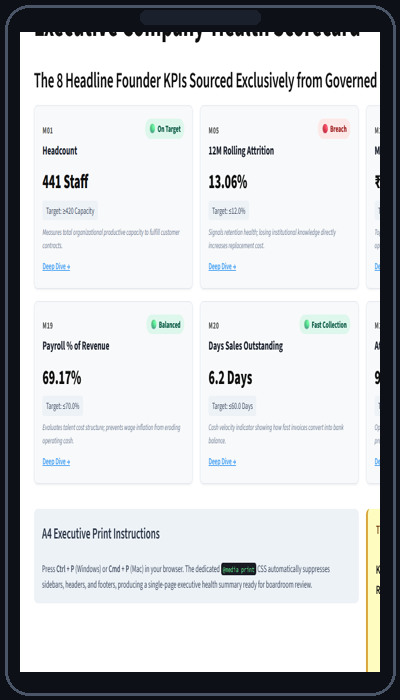 Executive Company Health Scorecard
The 8 Headline Founder KPIs Sourced Exclusively from Governed
M01
On Target
Headcount
441 Staff
Target: ≥420 Capacity
Measures total organizational productive capacity to fulfill customer
contracts.
Deep Dive →
M05
Breach
12M Rolling Attrition
13.06%
Target: ≤12.0%
Signals retention health; losing institutional knowledge directly
increases replacement cost.
Deep Dive →
M19
Balanced
Payroll % of Revenue
69.17%
Target: ≤70.0%
Evaluates talent cost structure; prevents wage inflation from eroding
operating cash.
Deep Dive →
M20
Fast Collection
Days Sales Outstanding
6.2 Days
Target: ≤60.0 Days
Cash velocity indicator showing how fast invoices convert into bank
balance.
Deep Dive →
A4 Executive Print Instructions
Press Ctrl + P (Windows) or Cmd + P (Mac) in your browser. The dedicated @media print CSS automatically suppresses
sidebars, headers, and footers, producing a single-page executive health summary ready for boardroom review.